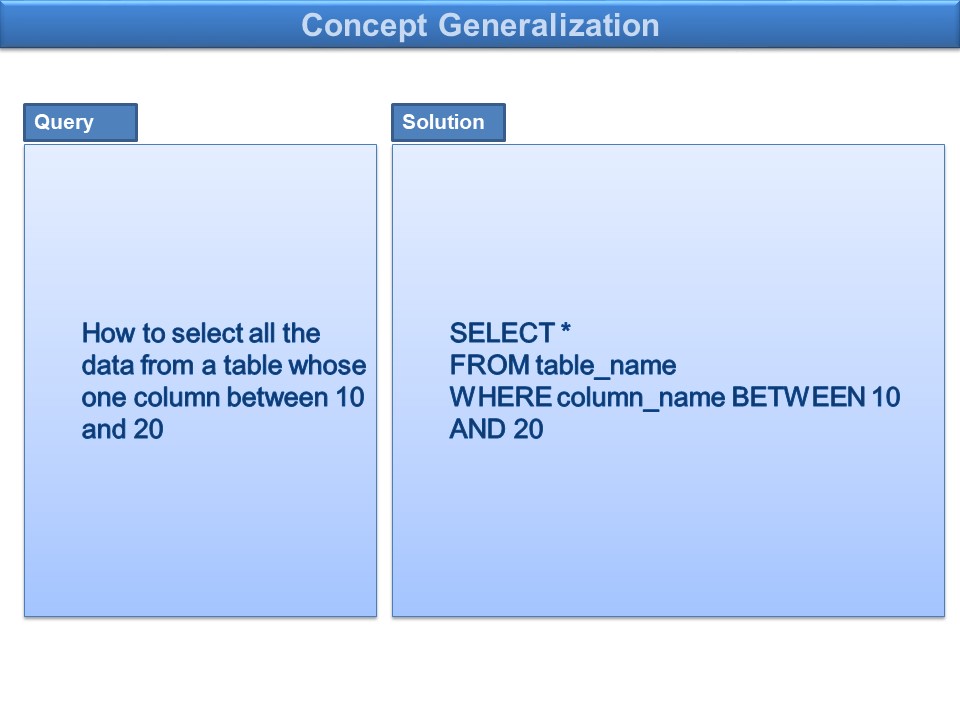 Concept Generalization
Query
Solution
How to select all the
data from a table whose
one column between 10
and 20
SELECT *
FROM table_name
WHERE column_name BETWEEN 10
AND 20